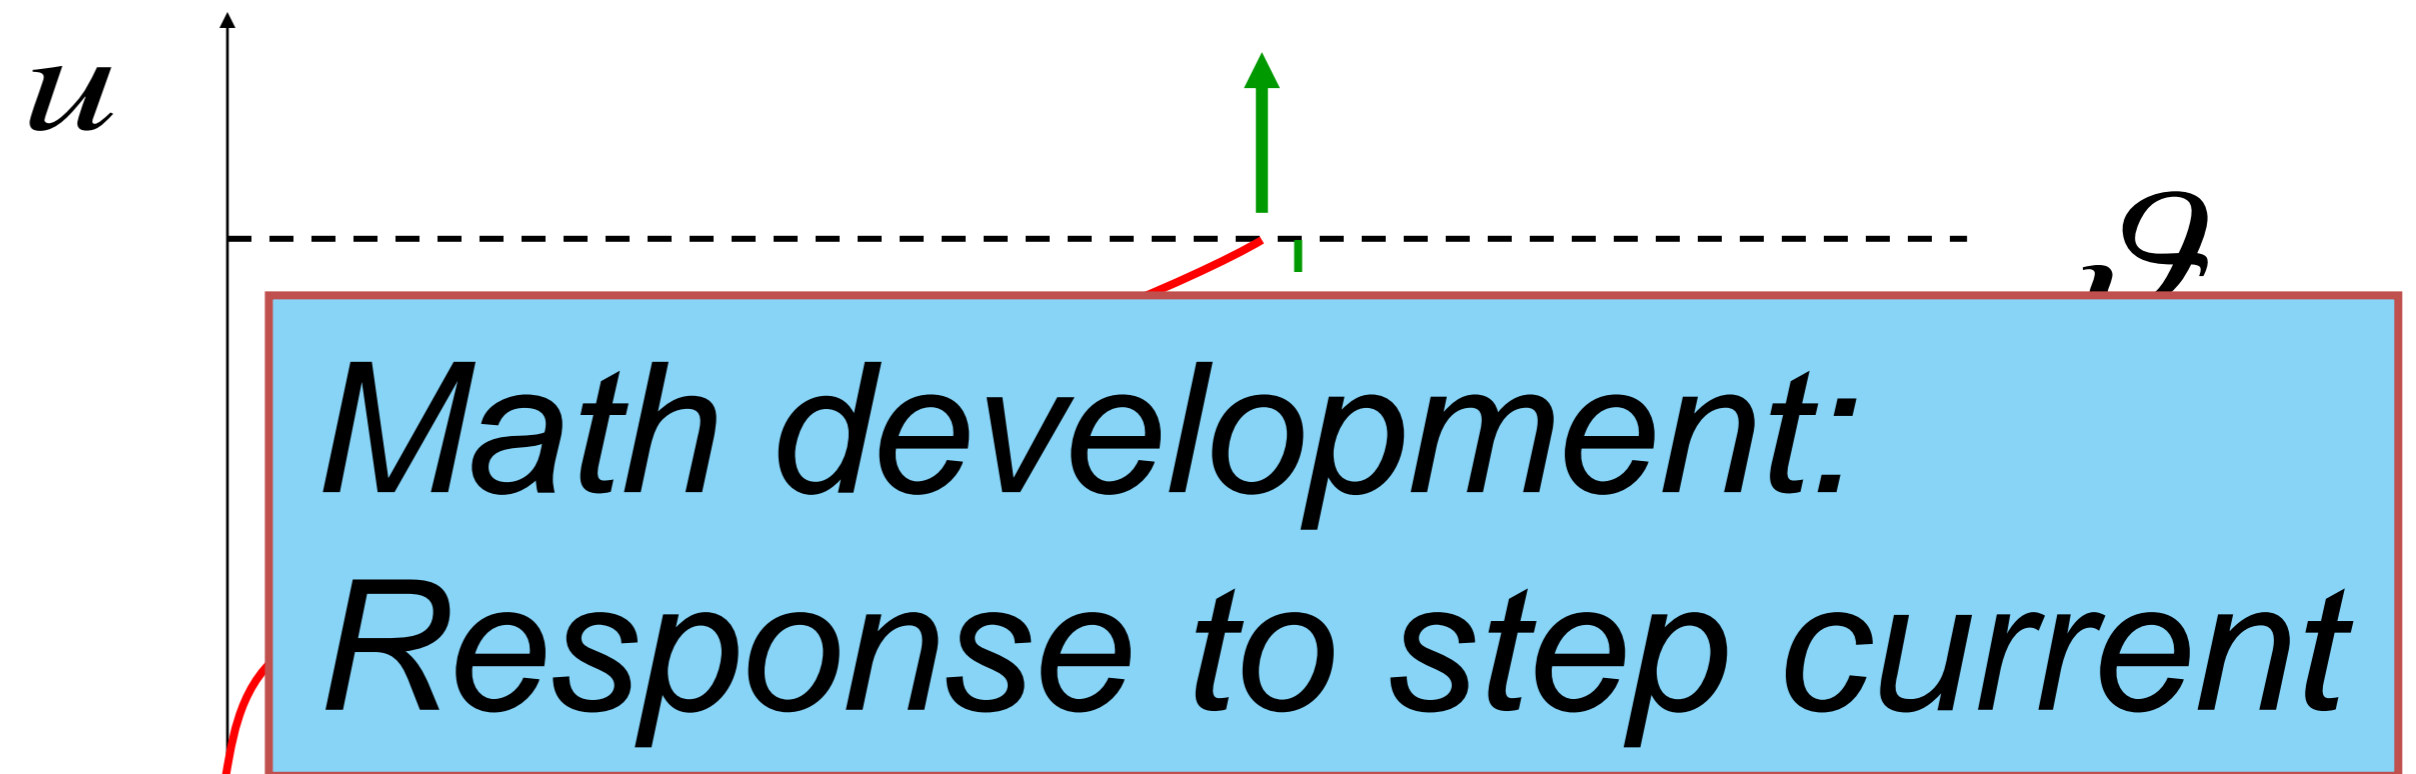 u
ϑ
Math development:
Response to step current